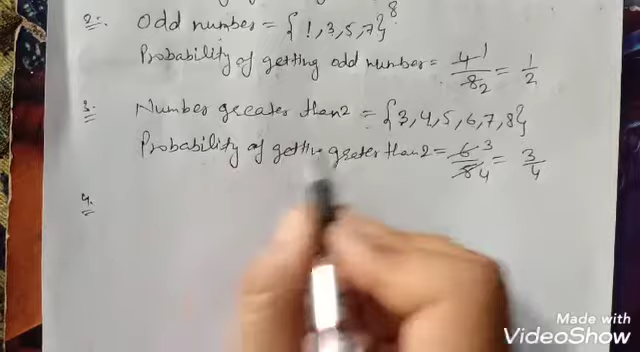 8
2. Odd number = {1,3,5,7}
Probability of getting odd number = 4/8 = 1/2
3. Number greater than 2 = {3,4,5,6,7,8}
Probability of getting greater than 2 = 6/8 = 3/4
4.
Made with
VideoShow